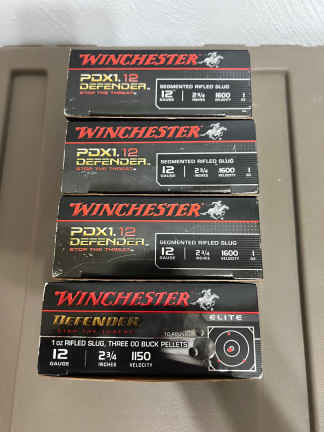 WINCHESTER
PDX1. 12
DEFENDER
STOP THE THREAT
SEGMENTED RIFLED SLUG
12 2 3/4 1600 1
GAUGE INCHES VELOCITY OZ
WINCHESTER
PDX1. 12
DEFENDER
STOP THE THREAT
SEGMENTED RIFLED SLUG
12 2 3/4 1600 1
GAUGE INCHES VELOCITY OZ
WINCHESTER
PDX1. 12
DEFENDER
STOP THE THREAT
SEGMENTED RIFLED SLUG
12 2 3/4 1600 1
GAUGE INCHES VELOCITY OZ
WINCHESTER
DEFENDER
ELITE
STOP THE THREAT
1 oz RIFLED SLUG, THREE 00 BUCK PELLETS
12 2 3/4 1150
GAUGE INCHES VELOCITY